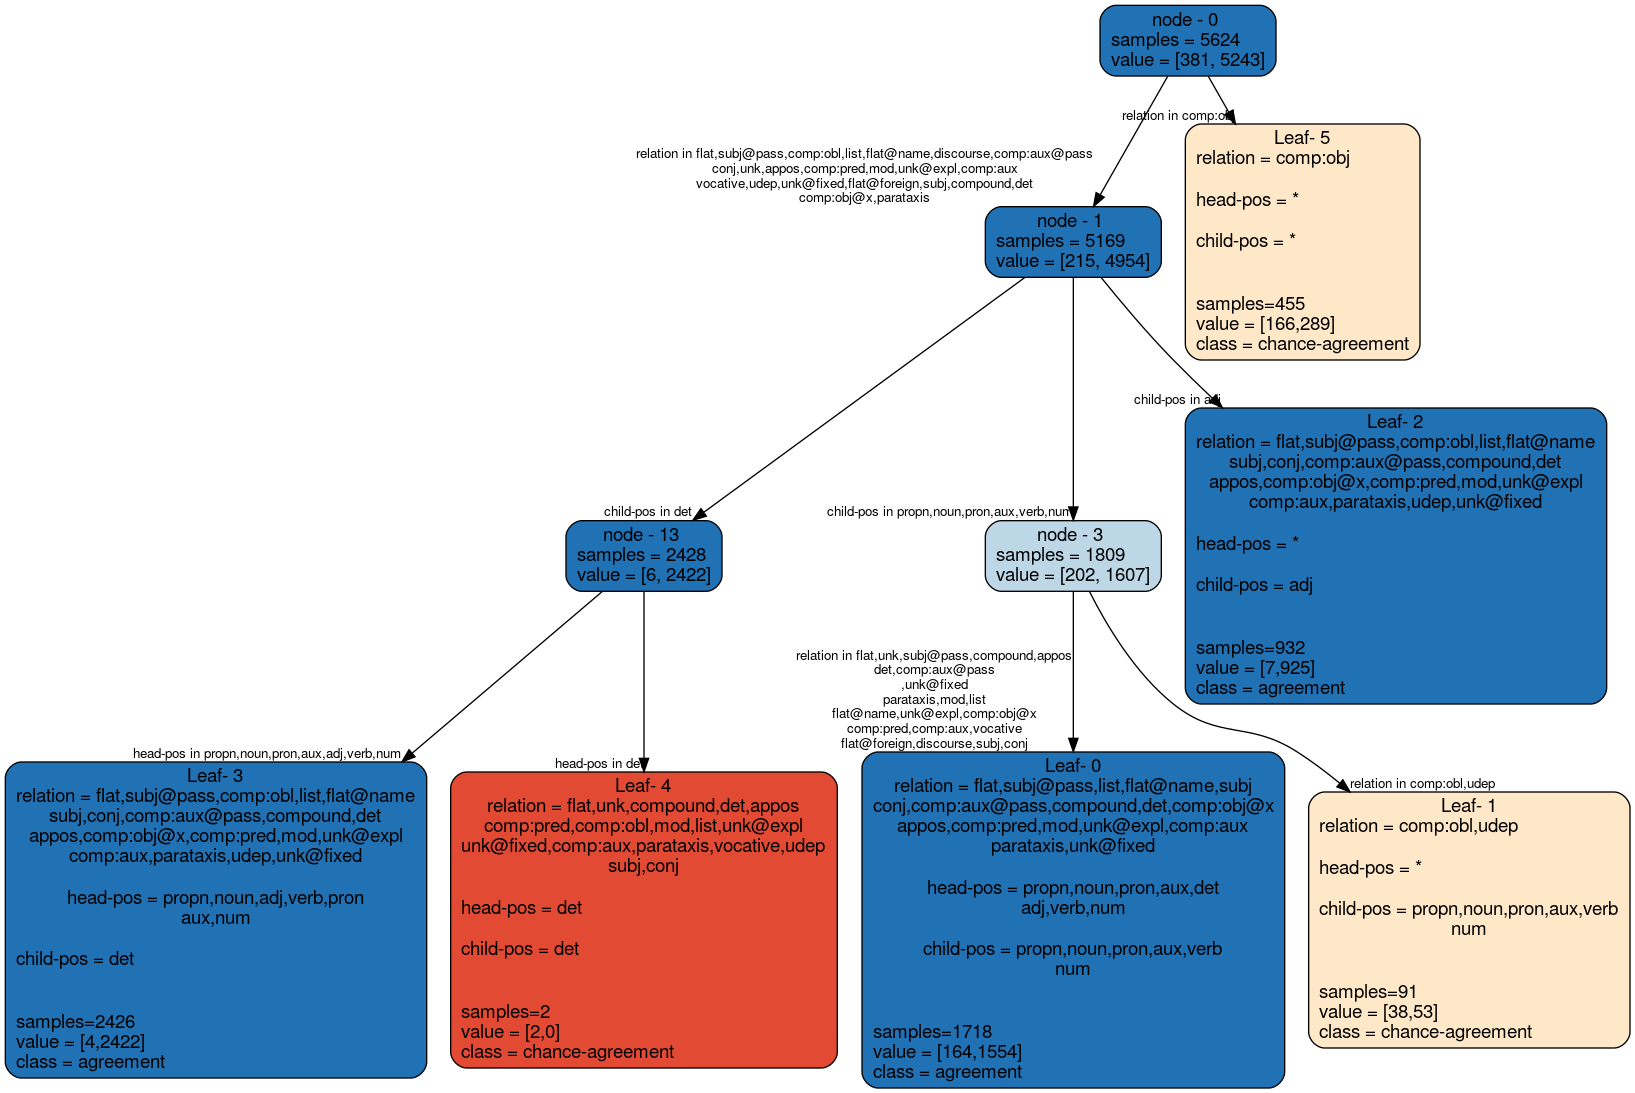 node - 0
samples = 5624
value = [381, 5243]
relation in comp:obj
Leaf- 5
relation = comp:obj
head-pos = *
child-pos = *
samples=455
value = [166,289]
class = chance-agreement
relation in flat,subj@pass,comp:obl,list,flat@name,discourse,comp:aux@pass
conj,unk,appos,comp:pred,mod,unk@expl,comp:aux
vocative,udep,unk@fixed,flat@foreign,subj,compound,det
comp:obj@x,parataxis
node - 1
samples = 5169
value = [215, 4954]
child-pos in adj
Leaf- 2
relation = flat,subj@pass,comp:obl,list,flat@name
subj,conj,comp:aux@pass,compound,det
appos,comp:obj@x,comp:pred,mod,unk@expl
comp:aux,parataxis,udep,unk@fixed
head-pos = *
child-pos = adj
samples=932
value = [7,925]
class = agreement
child-pos in det
node - 13
samples = 2428
value = [6, 2422]
child-pos in propn,noun,pron,aux,verb,num
node - 3
samples = 1809
value = [202, 1607]
head-pos in propn,noun,pron,aux,adj,verb,num
Leaf- 3
relation = flat,subj@pass,comp:obl,list,flat@name
subj,conj,comp:aux@pass,compound,det
appos,comp:obj@x,comp:pred,mod,unk@expl
comp:aux,parataxis,udep,unk@fixed
head-pos = propn,noun,adj,verb,pron
aux,num
child-pos = det
samples=2426
value = [4,2422]
class = agreement
head-pos in det
Leaf- 4
relation = flat,unk,compound,det,appos
comp:pred,comp:obl,mod,list,unk@expl
unk@fixed,comp:aux,parataxis,vocative,udep
subj,conj
head-pos = det
child-pos = det
samples=2
value = [2,0]
class = chance-agreement
relation in flat,unk,subj@pass,compound,appos
det,comp:aux@pass
,unk@fixed
parataxis,mod,list
flat@name,unk@expl,comp:obj@x
comp:pred,comp:aux,vocative
flat@foreign,discourse,subj,conj
Leaf- 0
relation = flat,subj@pass,list,flat@name,subj
conj,comp:aux@pass,compound,det,comp:obj@x
appos,comp:pred,mod,unk@expl,comp:aux
parataxis,unk@fixed
head-pos = propn,noun,pron,aux,det
adj,verb,num
child-pos = propn,noun,pron,aux,verb
num
samples=1718
value = [164,1554]
class = agreement
relation in comp:obl,udep
Leaf- 1
relation = comp:obl,udep
head-pos = *
child-pos = propn,noun,pron,aux,verb
num
samples=91
value = [38,53]
class = chance-agreement